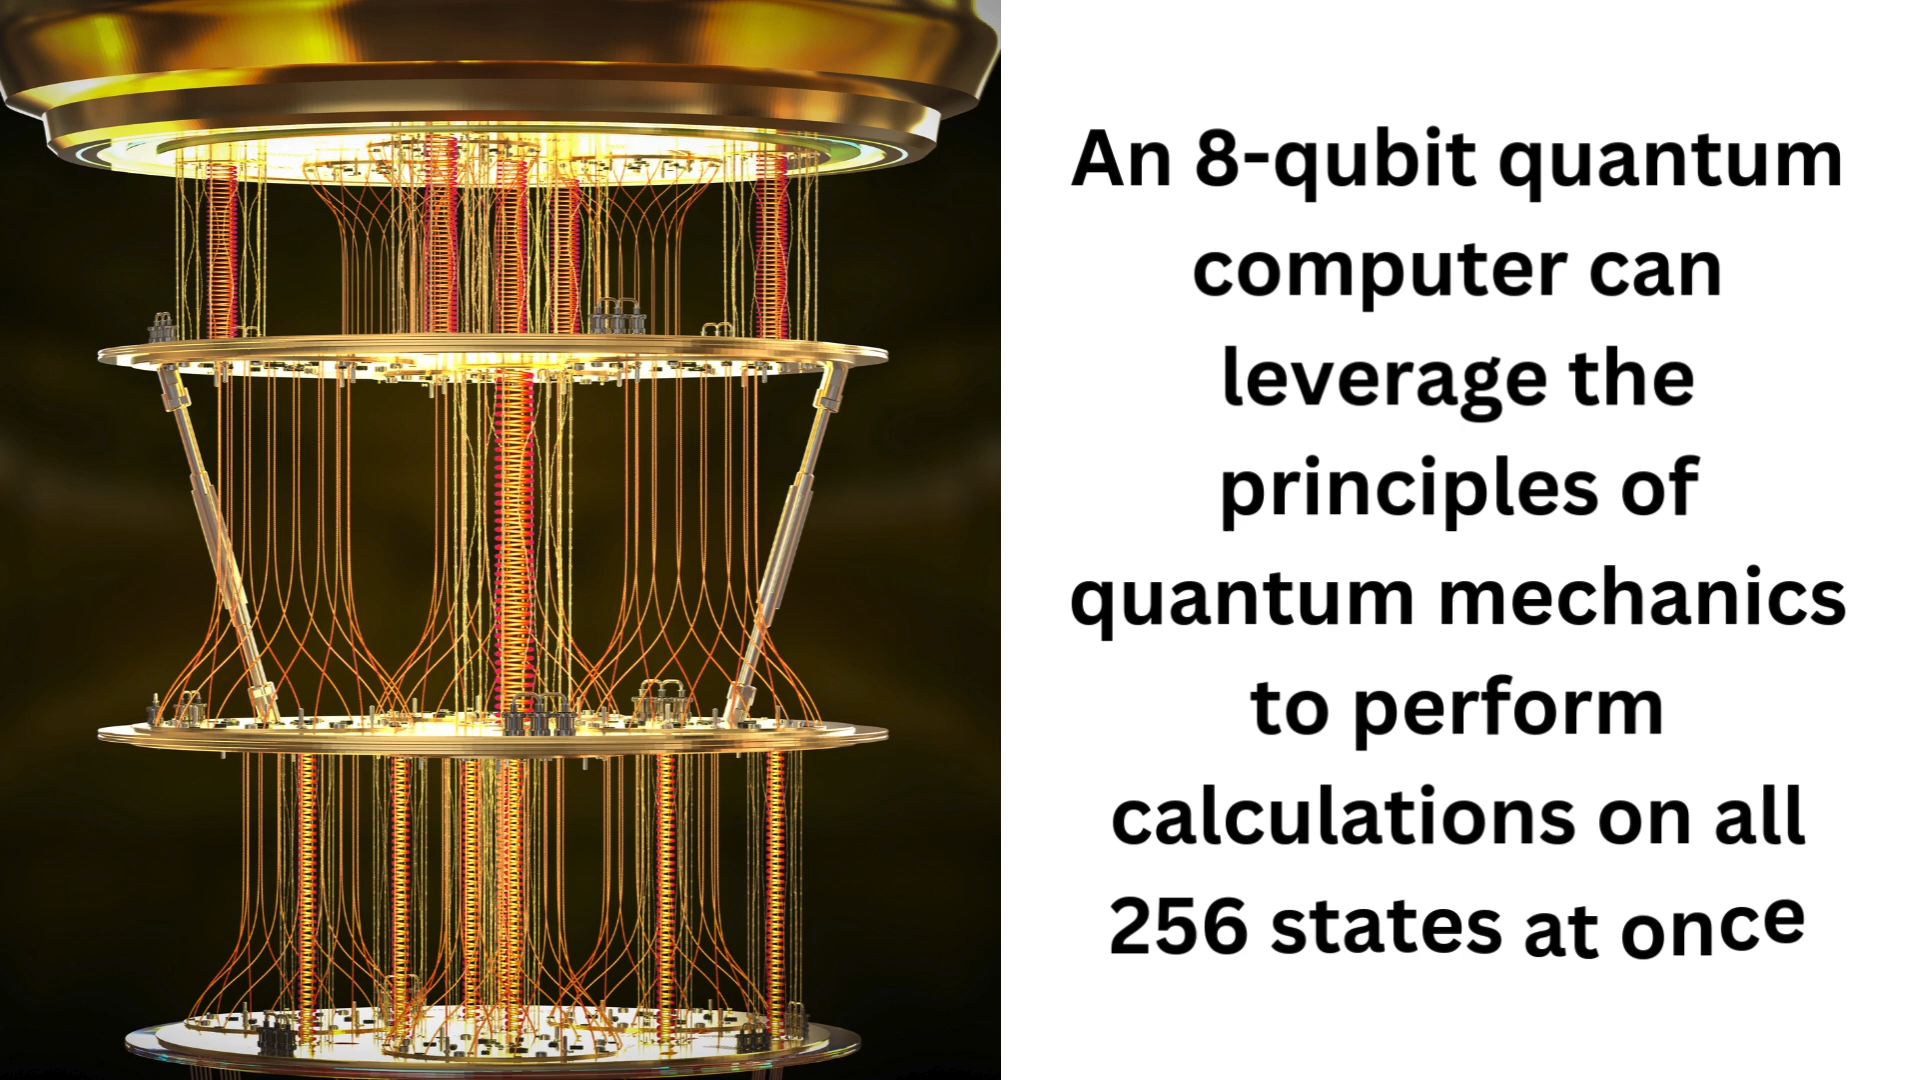 An 8-qubit quantum
computer can
leverage the
principles of
quantum mechanics
to perform
calculations on all
256 states at once